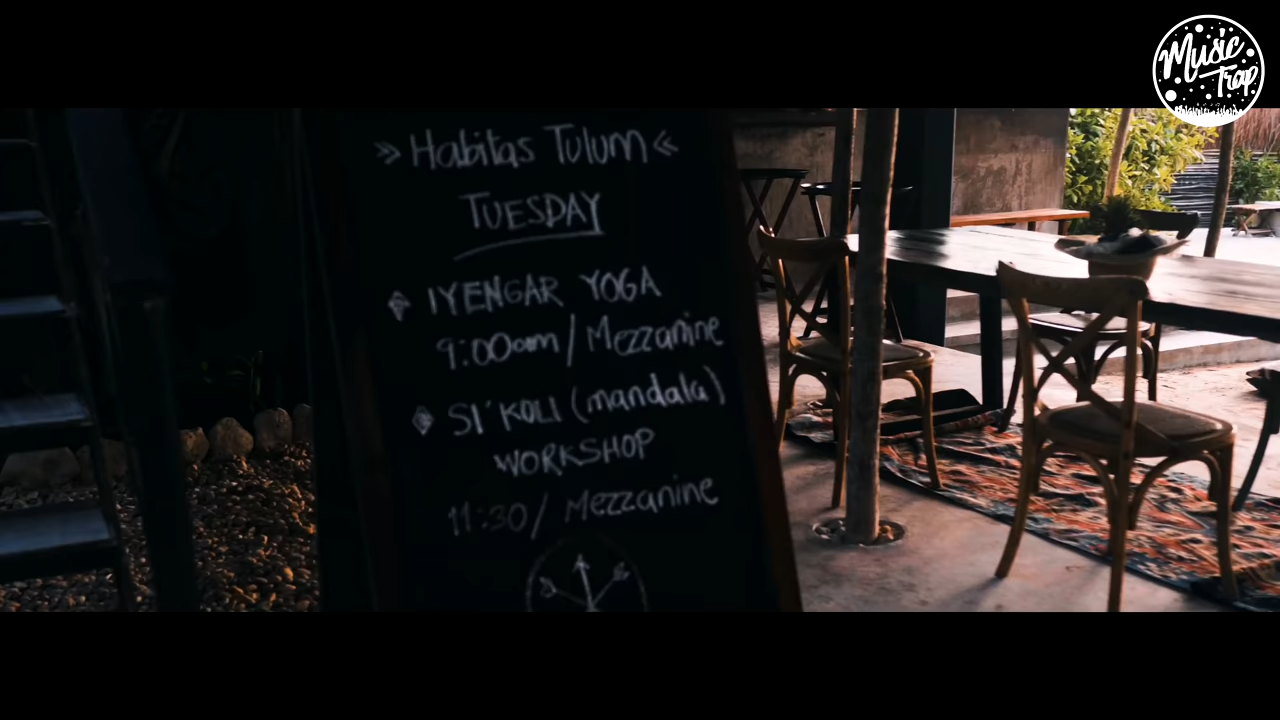 Music
Trap
» Habitas Tulum «
TUESDAY
IYENGAR YOGA
9:00am / Mezzanine
SI'KOLI (mandala)
WORKSHOP
11:30 / Mezzanine